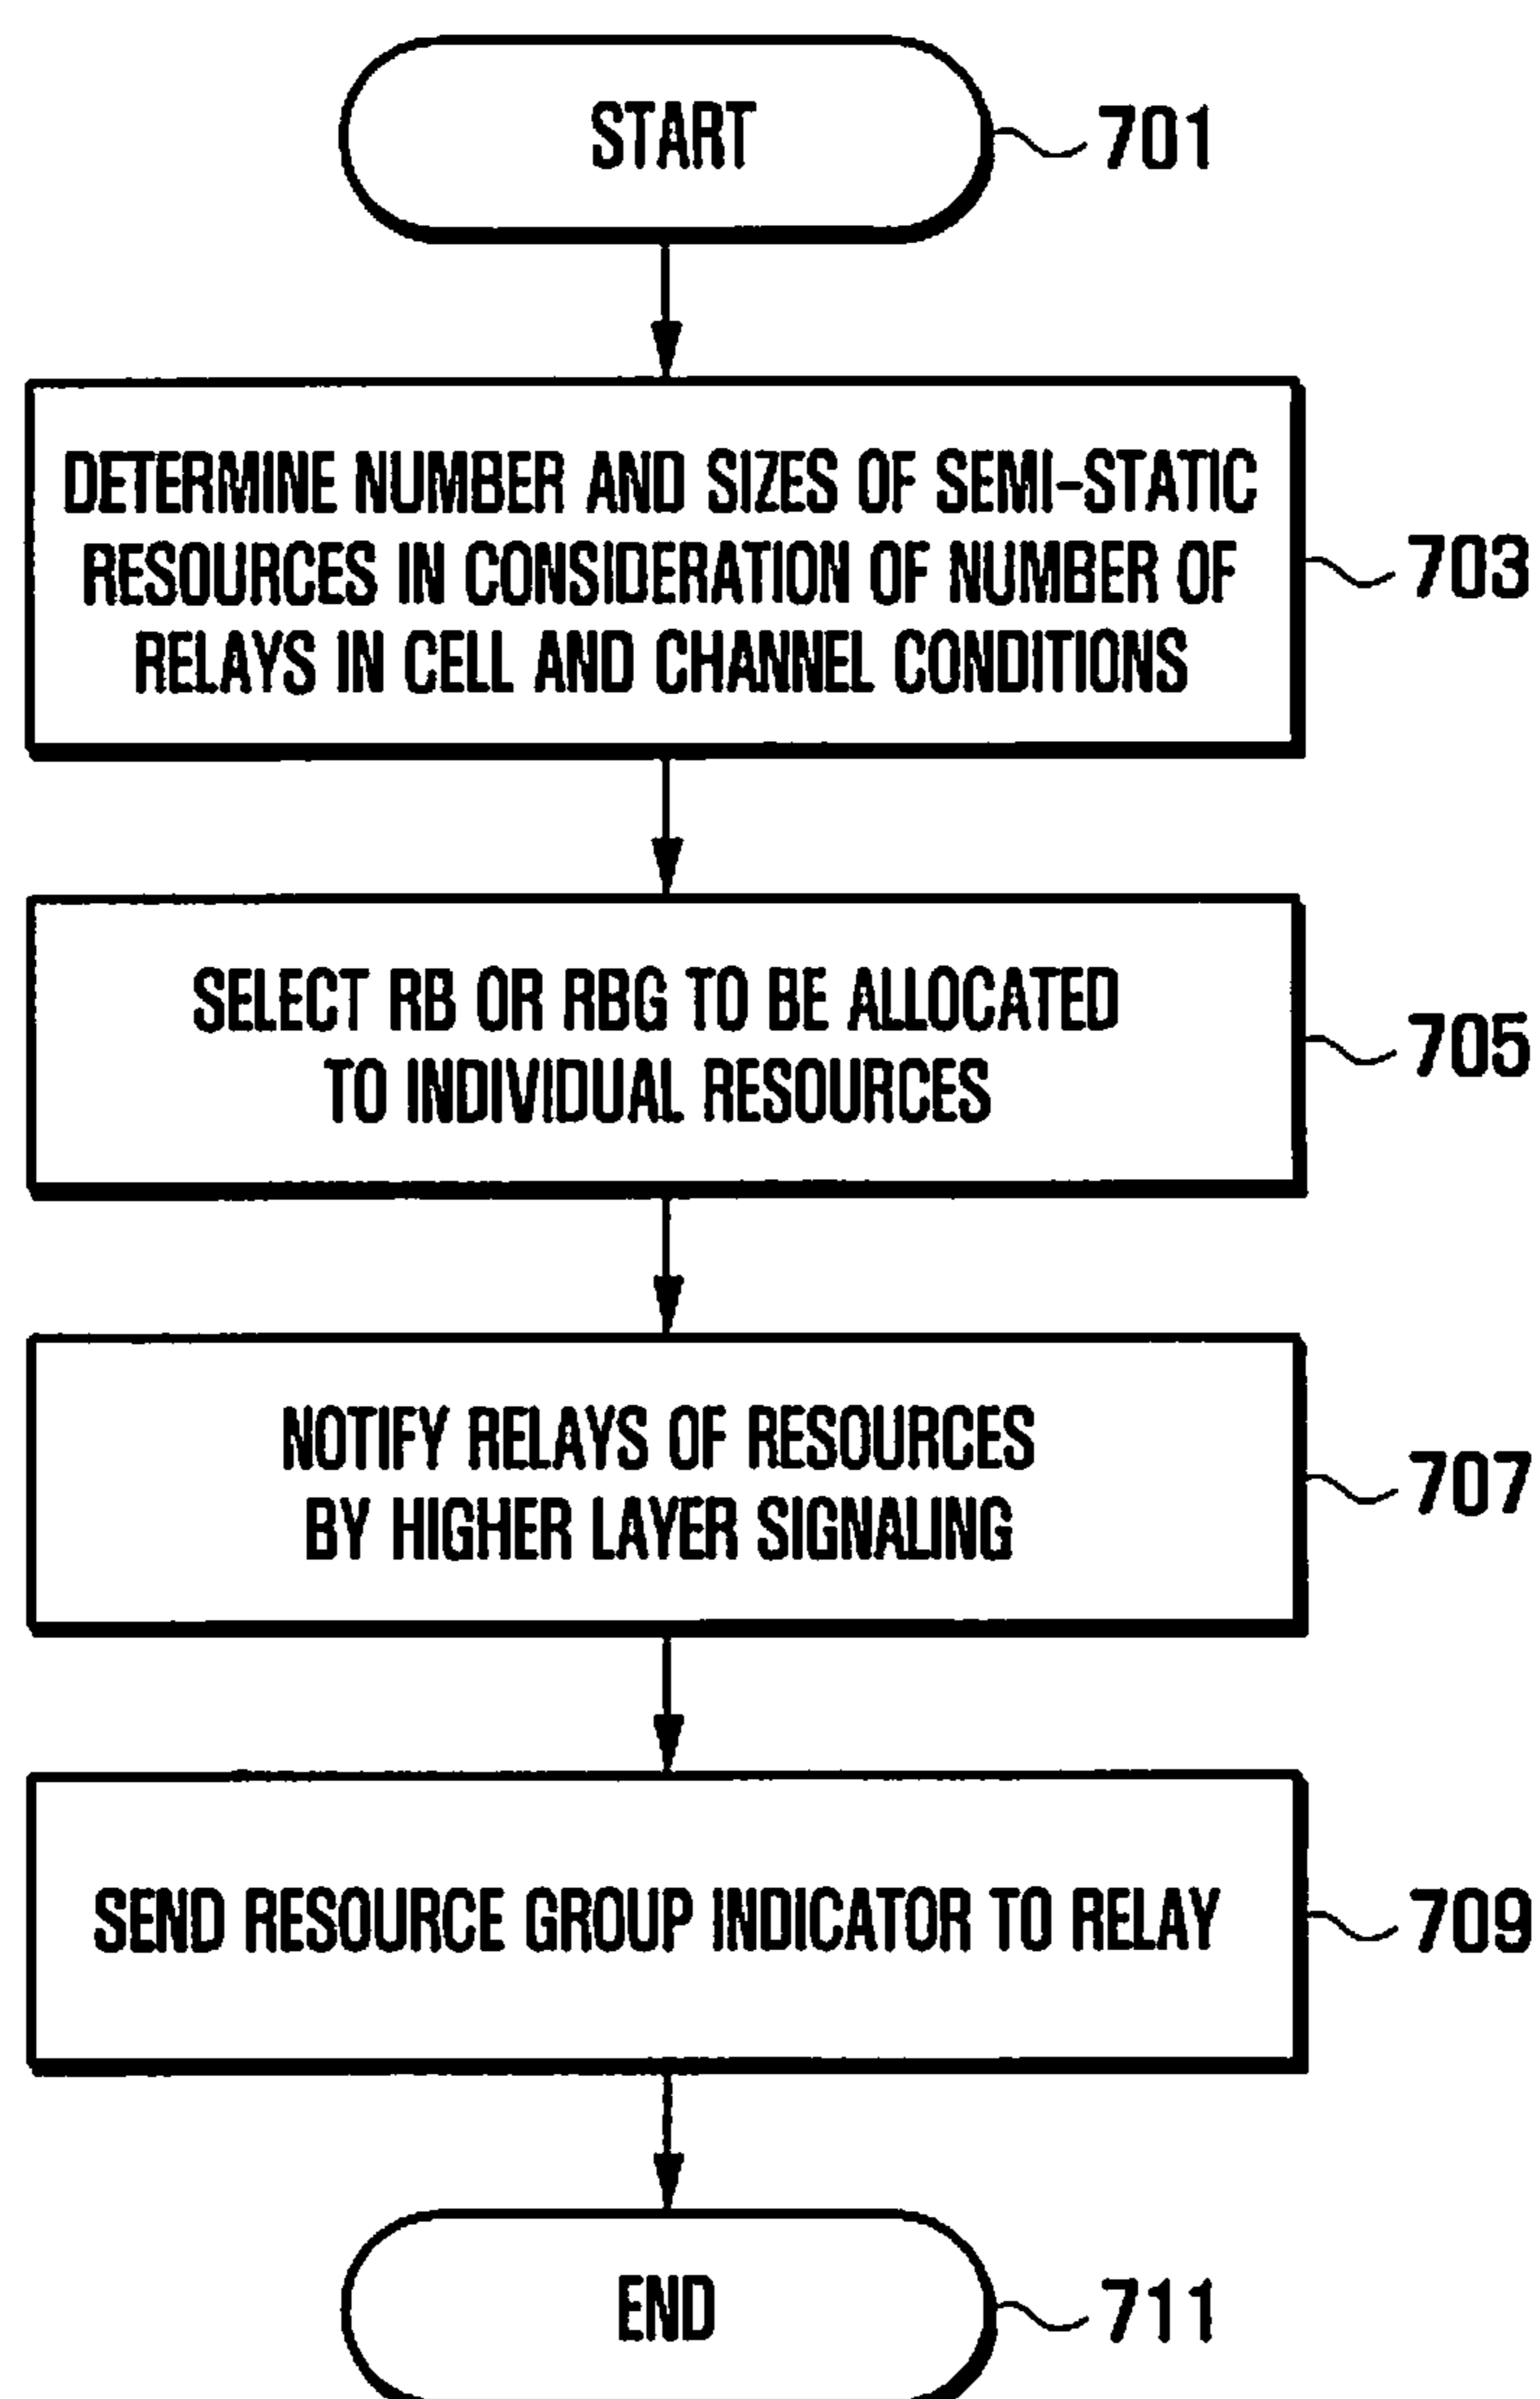 START
701
DETERMINE NUMBER AND SIZES OF SEMI-STATIC
RESOURCES IN CONSIDERATION OF NUMBER OF
RELAYS IN CELL AND CHANNEL CONDITIONS
703
SELECT RB OR RBG TO BE ALLOCATED
TO INDIVIDUAL RESOURCES
705
NOTIFY RELAYS OF RESOURCES
BY HIGHER LAYER SIGNALING
707
SEND RESOURCE GROUP INDICATOR TO RELAY
709
END
711